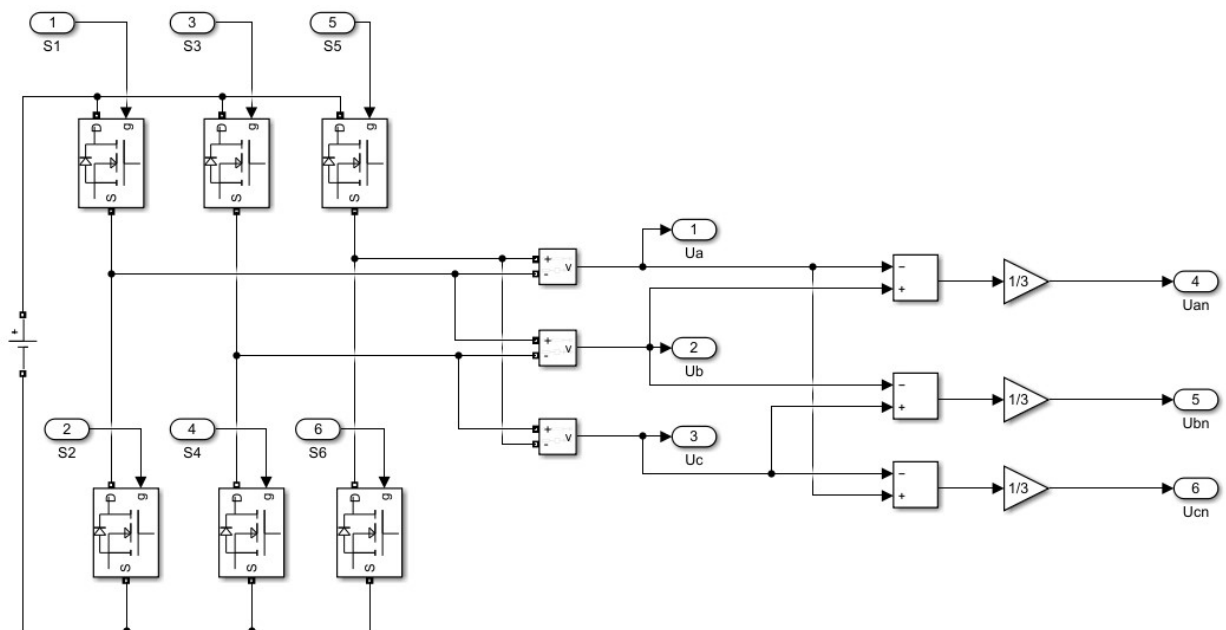 1
S1
3
S3
5
S5
D g
S
D g
S
D g
S
+
-
v
1
Ua
-
+
1/3
4
Uan
+
+
-
v
2
Ub
-
+
1/3
5
Ubn
2
S2
4
S4
6
S6
+
-
v
3
Uc
-
+
1/3
6
Ucn
D g
S
D g
S
D g
S